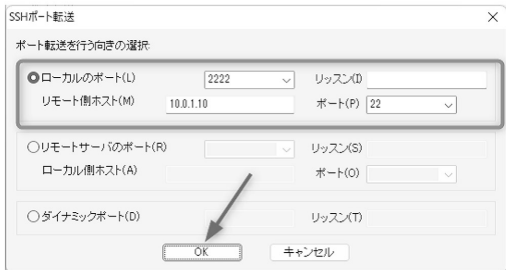 SSHポート転送
ポート転送を行う向きの選択:
ローカルのポート(L) 2222 リッスン(I)
リモート側ホスト(M) 10.0.1.10 ポート(P) 22
リモートサーバのポート(R) リッスン(S)
ローカル側ホスト(A) ポート(O)
ダイナミックポート(D) リッスン(T)
OK キャンセル